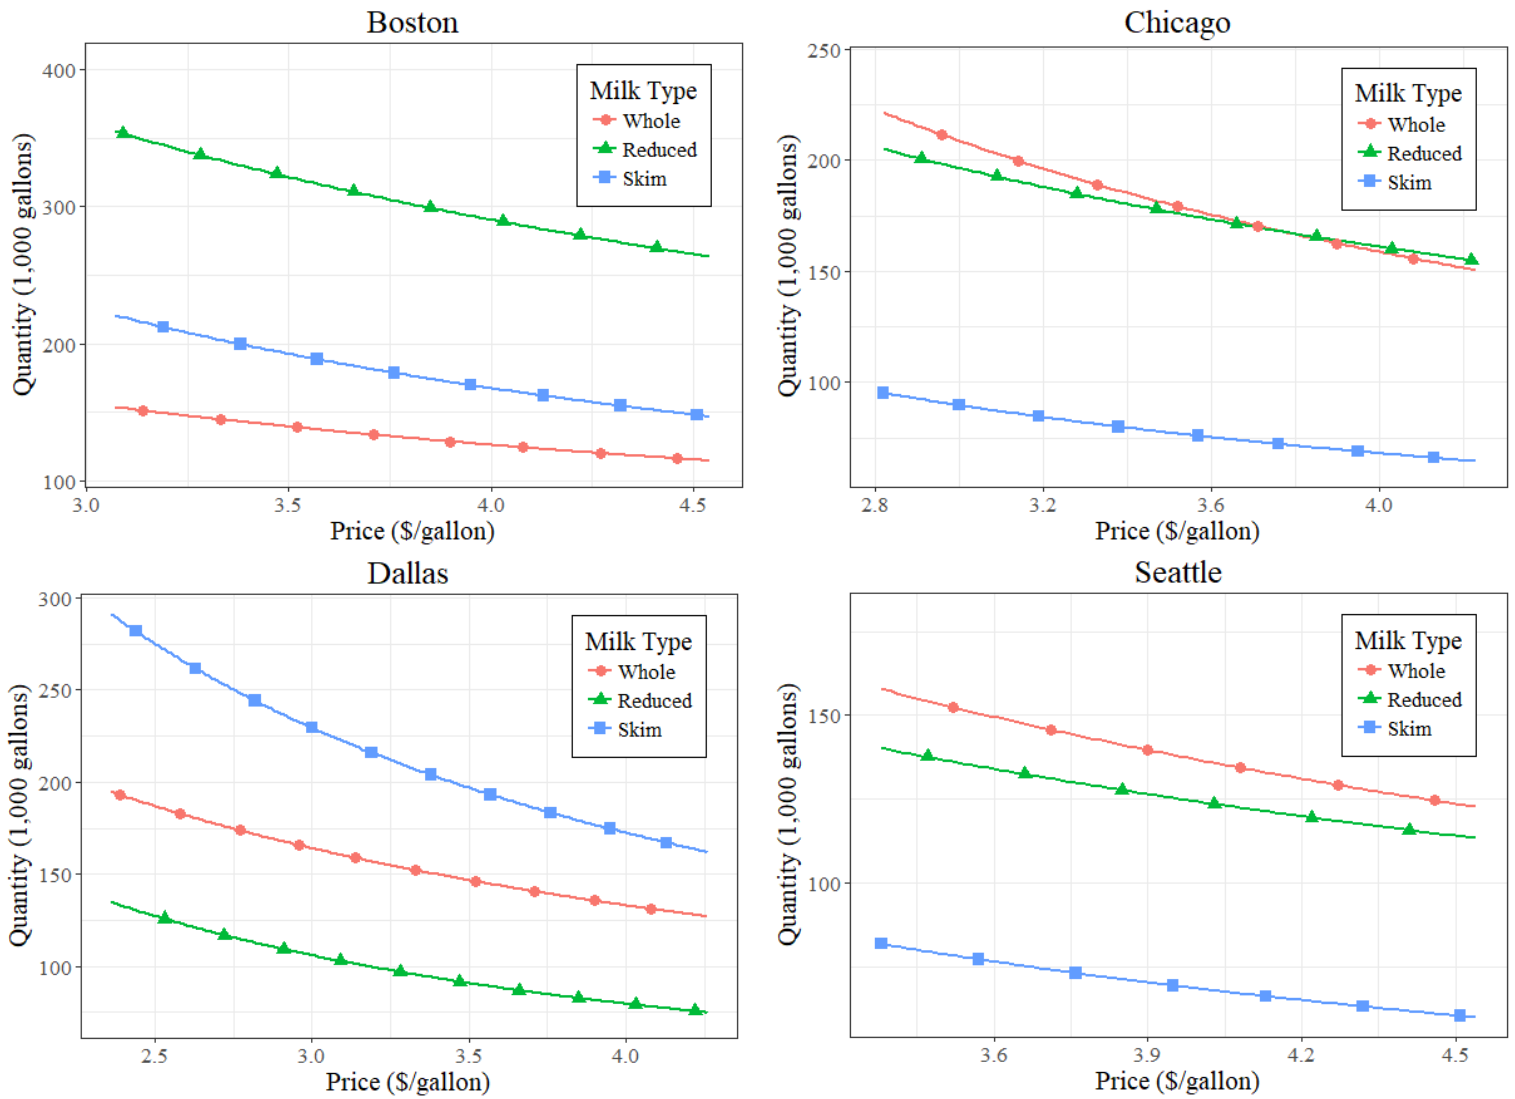 Boston
Quantity (1,000 gallons)
400
300
200
100
Milk Type
Whole
Reduced
Skim
3.0 3.5 4.0 4.5
Price ($/gallon)
Chicago
Quantity (1,000 gallons)
250
200
150
100
Milk Type
Whole
Reduced
Skim
2.8 3.2 3.6 4.0
Price ($/gallon)
Dallas
Quantity (1,000 gallons)
300
250
200
150
100
Milk Type
Whole
Reduced
Skim
2.5 3.0 3.5 4.0
Price ($/gallon)
Seattle
Quantity (1,000 gallons)
150
100
Milk Type
Whole
Reduced
Skim
3.6 3.9 4.2 4.5
Price ($/gallon)